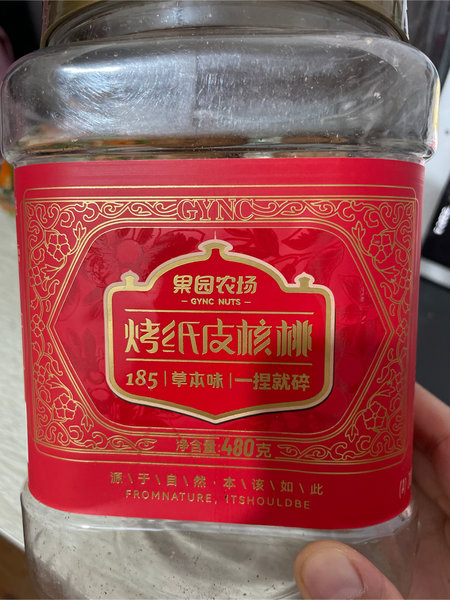 GYNC
果园农场
— GYNC NUTS —
烤纸皮核桃
185 | 草本味 | 一捏就碎
净含量:480克
源 \ 于 \ 自 \ 然 · 本 \ 该 \ 如 \ 此
FROMNATURE, ITSHOULDBE